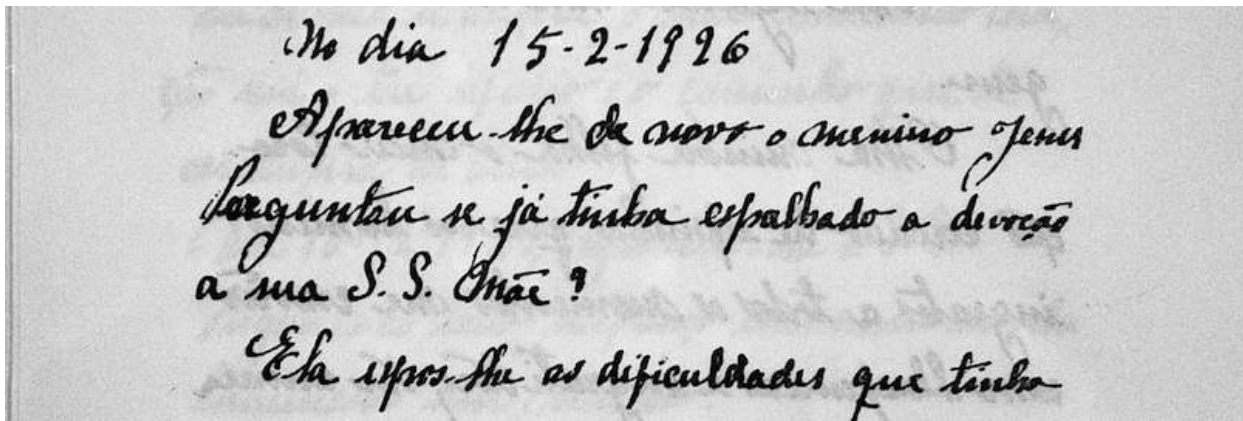 No dia 15-2-1926
Apareceu-lhe de novo o menino Jesus
Perguntou se já tinha espalhado a devoção
a sua S. S. Mãe?
Ela espos-lhe as dificuldades que tinha